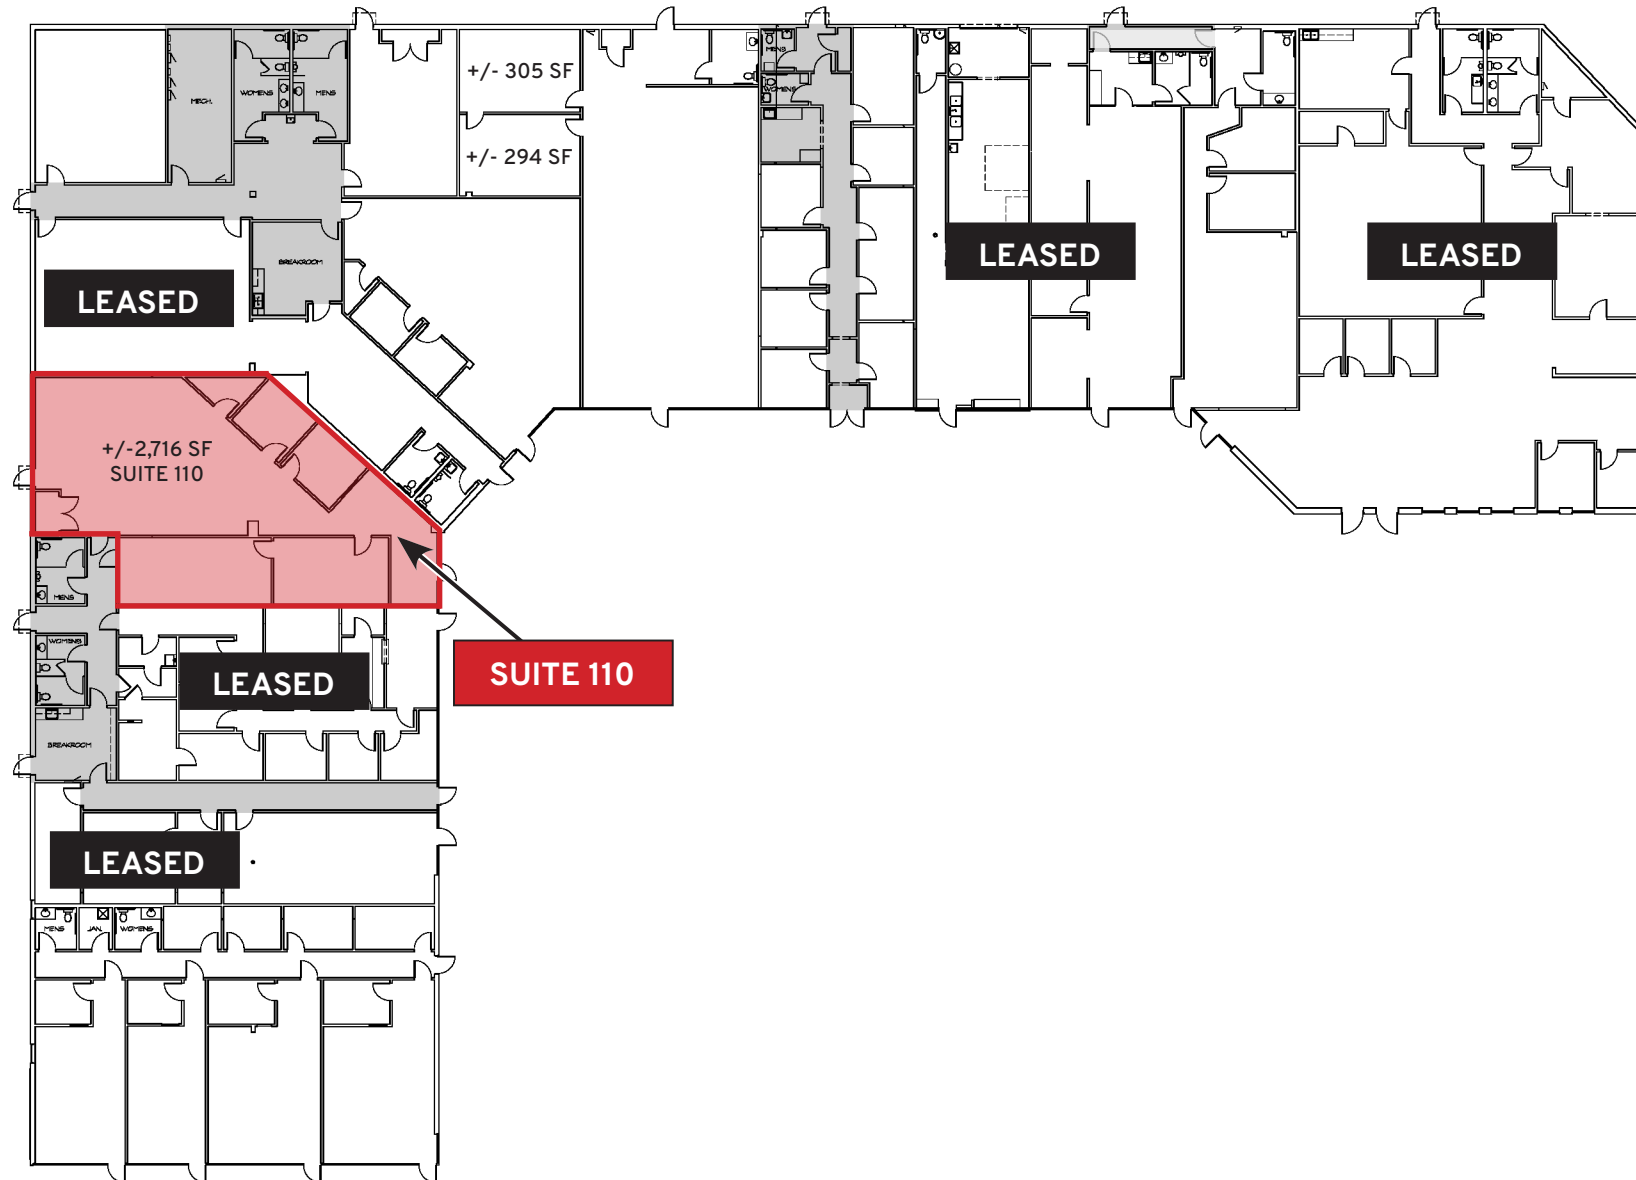 MENS
+/- 305 SF
WOMENS
MENS
MECH.
WOMENS
+/- 294 SF
LEASED
LEASED
BREAKROOM
LEASED
+/-2,716 SF
SUITE 110
MENS
WOMENS
SUITE 110
LEASED
BREAKROOM
LEASED
MENS
JAN.
WOMENS